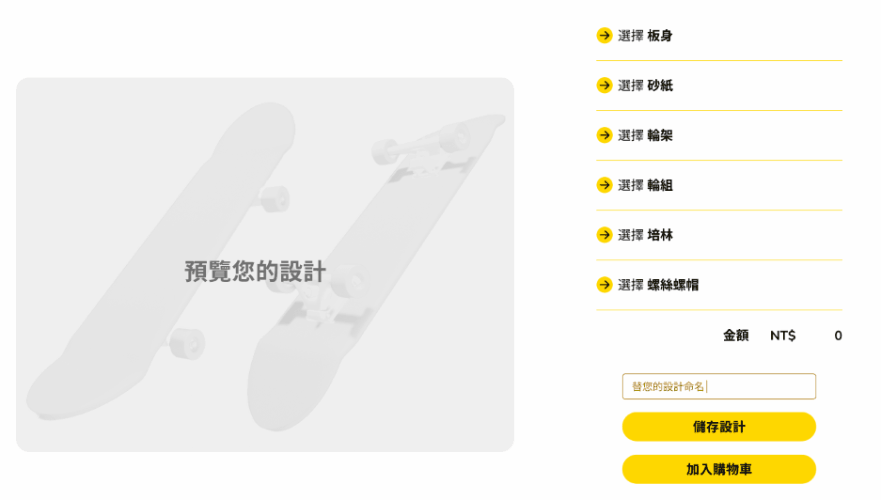 選擇 板身
選擇 砂紙
選擇 輪架
選擇 輪組
選擇 培林
選擇 螺絲螺帽
預覽您的設計
金額 NT$ 0
替您的設計命名
儲存設計
加入購物車